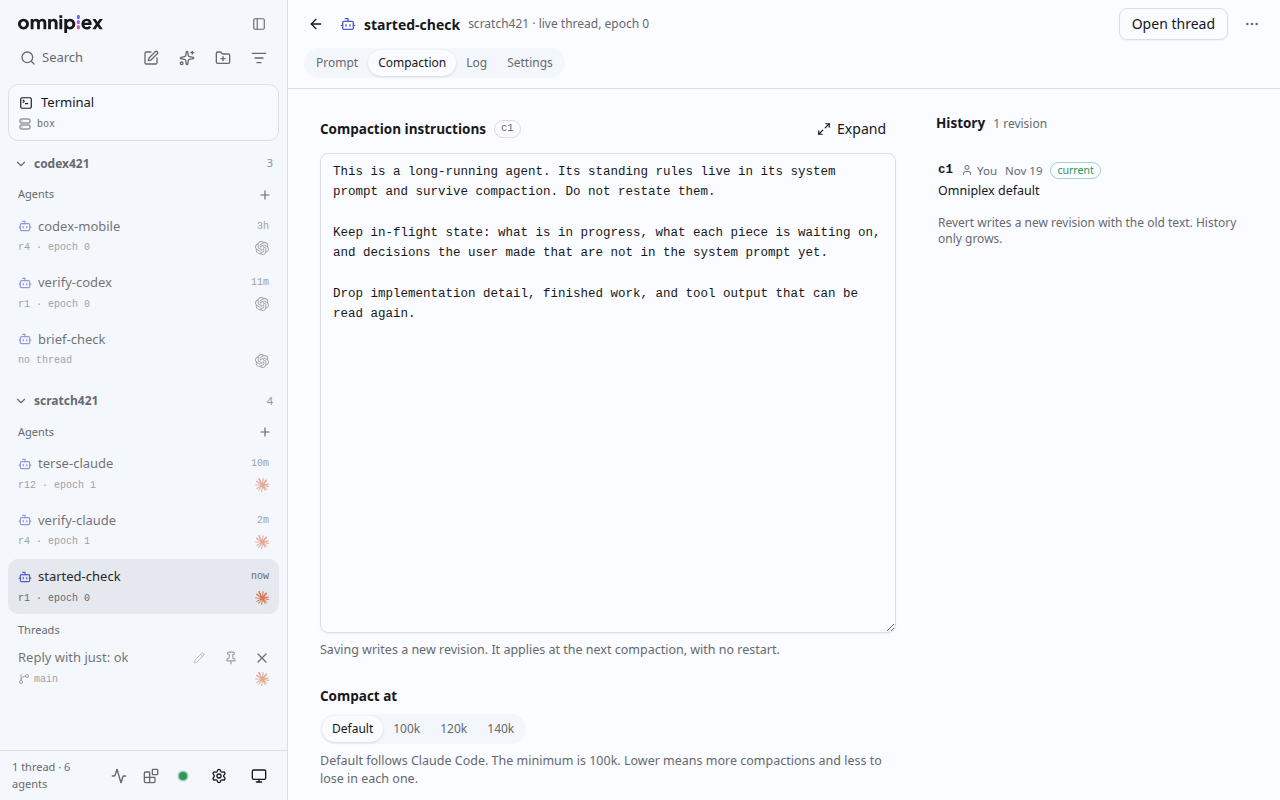 omniplex
Search
Terminal
box
codex421 3
Agents
codex-mobile 3h
r4 · epoch 0
verify-codex 11m
r1 · epoch 0
brief-check
no thread
scratch421 4
Agents
terse-claude 10m
r12 · epoch 1
verify-claude 2m
r4 · epoch 1
started-check now
r1 · epoch 0
Threads
Reply with just: ok
main
1 thread · 6
agents
started-check scratch421 · live thread, epoch 0
Open thread
Prompt Compaction Log Settings
Compaction instructions c1
Expand
This is a long-running agent. Its standing rules live in its system
prompt and survive compaction. Do not restate them.
Keep in-flight state: what is in progress, what each piece is waiting on,
and decisions the user made that are not in the system prompt yet.
Drop implementation detail, finished work, and tool output that can be
read again.
Saving writes a new revision. It applies at the next compaction, with no restart.
Compact at
Default 100k 120k 140k
Default follows Claude Code. The minimum is 100k. Lower means more compactions and less to
lose in each one.
History 1 revision
c1 You Nov 19 current
Omniplex default
Revert writes a new revision with the old text. History
only grows.